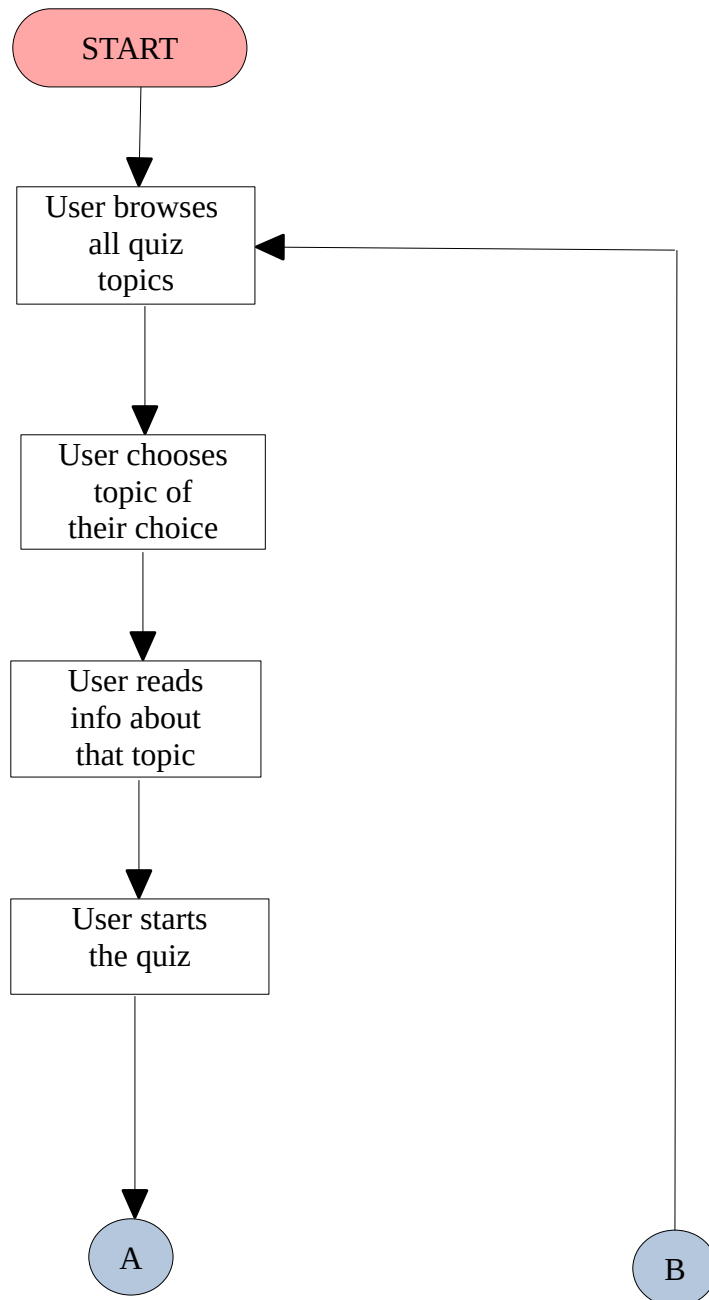 START
User browses
all quiz
topics
User chooses
topic of
their choice
User reads
info about
that topic
User starts
the quiz
A
B